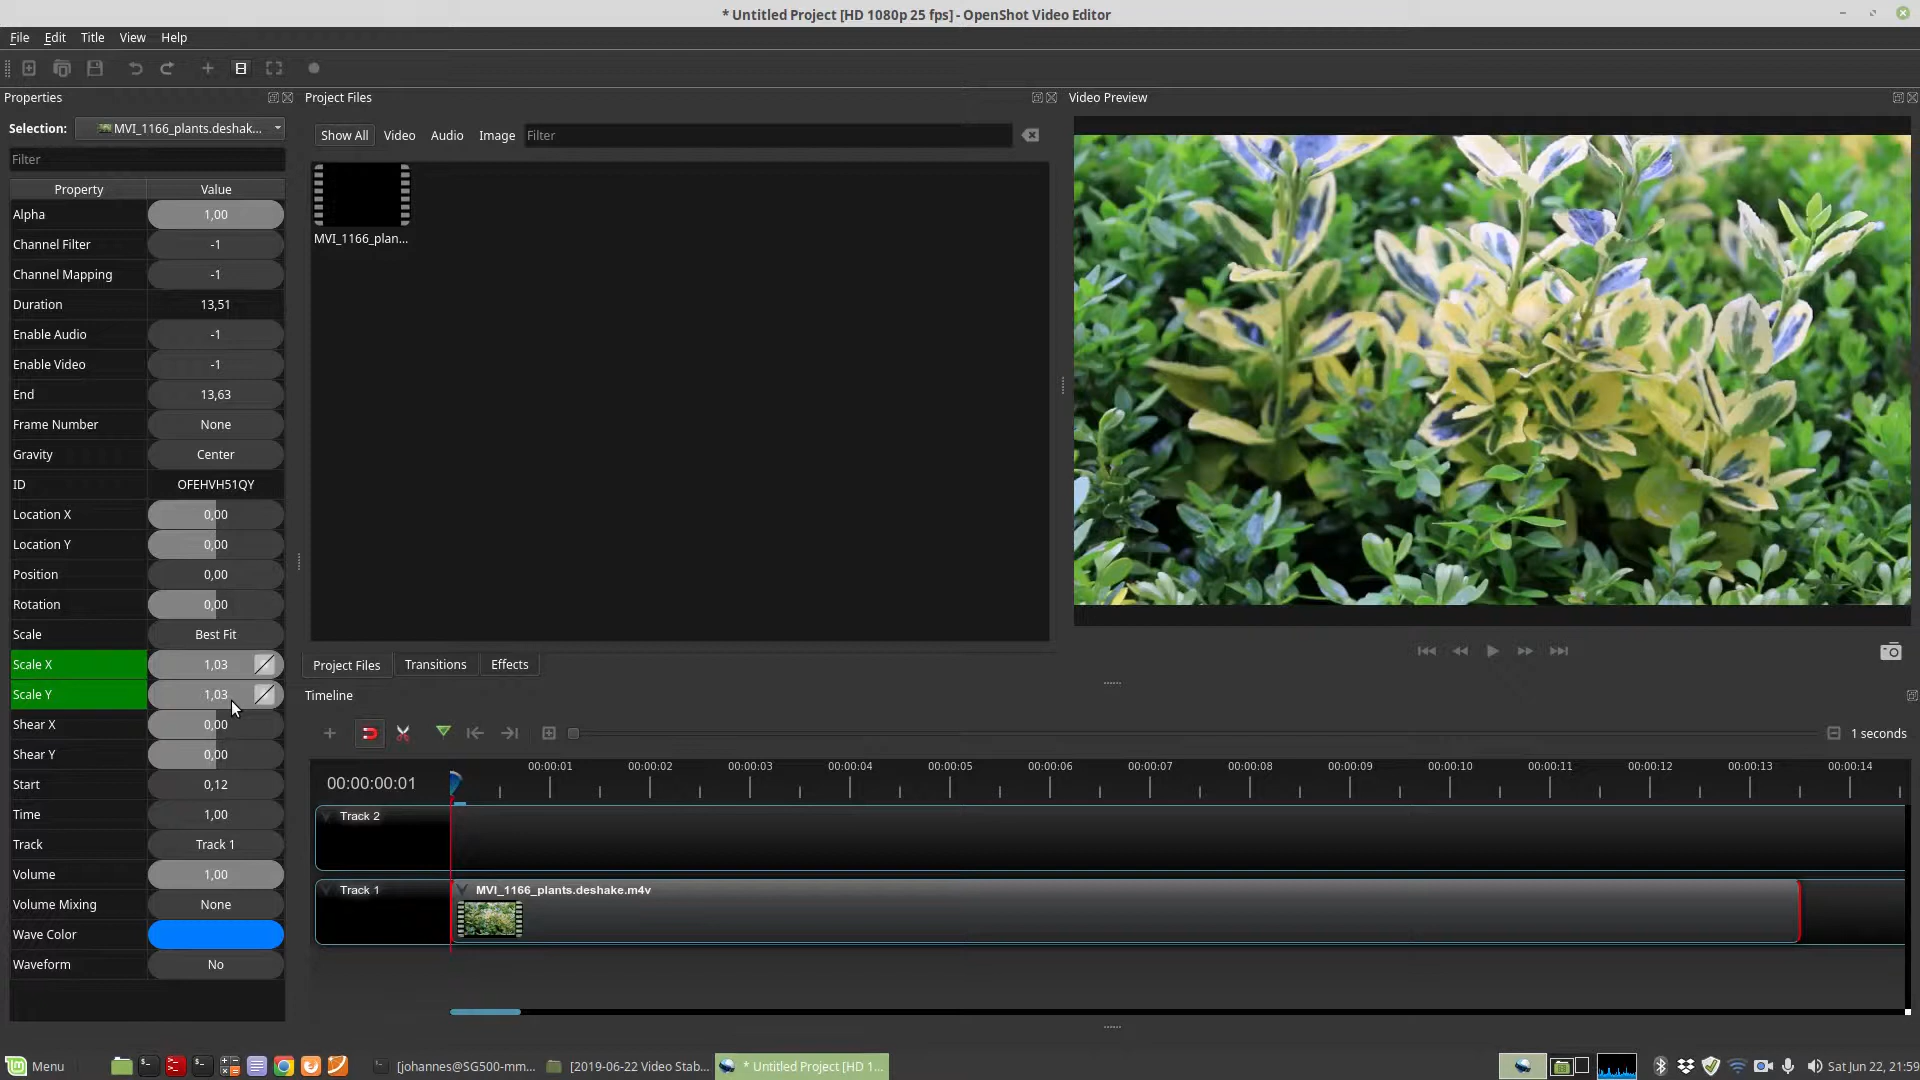 * Untitled Project [HD 1080p 25 fps] - OpenShot Video Editor
File Edit Title View Help
Properties
Project Files
Video Preview
Selection: MVI_1166_plants.deshak...
Filter
Property Value
Alpha 1,00
Channel Filter -1
Channel Mapping -1
Duration 13,51
Enable Audio -1
Enable Video -1
End 13,63
Frame Number None
Gravity Center
ID OFEHVH51QY
Location X 0,00
Location Y 0,00
Position 0,00
Rotation 0,00
Scale Best Fit
Scale X 1,03
Scale Y 1,03
Shear X 0,00
Shear Y 0,00
Start 0,12
Time 1,00
Track Track 1
Volume 1,00
Volume Mixing None
Wave Color
Waveform No
Show All Video Audio Image Filter
MVI_1166_plan...
Project Files Transitions Effects
Timeline
1 seconds
00:00:00:01
00:00:01 00:00:02 00:00:03 00:00:04 00:00:05 00:00:06 00:00:07 00:00:08 00:00:09 00:00:10 00:00:11 00:00:12 00:00:13 00:00:14
Track 2
Track 1 MVI_1166_plants.deshake.m4v
Menu [johannes@SG500-mm... [2019-06-22 Video Stab... * Untitled Project [HD 1... Sat Jun 22, 21:59